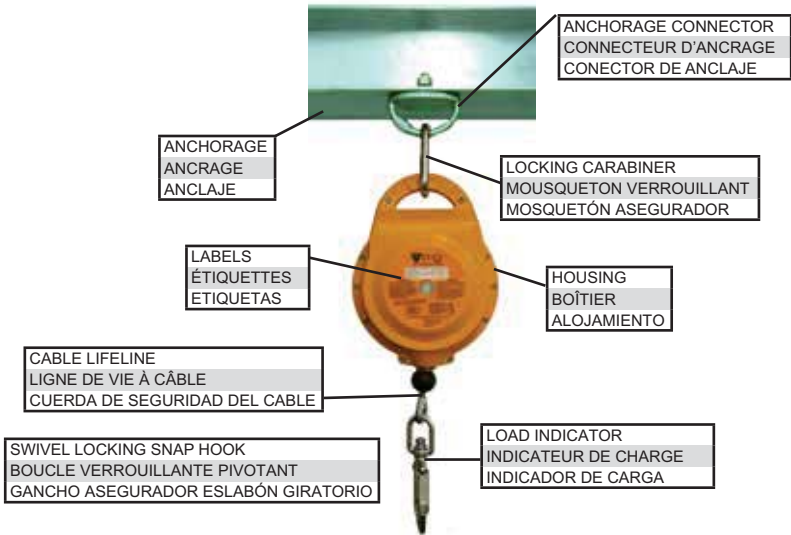 ANCHORAGE CONNECTOR
CONNECTEUR D'ANCRAGE
CONECTOR DE ANCLAJE
ANCHORAGE
ANCRAGE
ANCLAJE
LOCKING CARABINER
MOUSQUETON VERROUILLANT
MOSQUETÓN ASEGURADOR
LABELS
ÉTIQUETTES
ETIQUETAS
HOUSING
BOÎTIER
ALOJAMIENTO
CABLE LIFELINE
LIGNE DE VIE À CÂBLE
CUERDA DE SEGURIDAD DEL CABLE
SWIVEL LOCKING SNAP HOOK
BOUCLE VERROUILLANTE PIVOTANT
GANCHO ASEGURADOR ESLABÓN GIRATORIO
LOAD INDICATOR
INDICATEUR DE CHARGE
INDICADOR DE CARGA